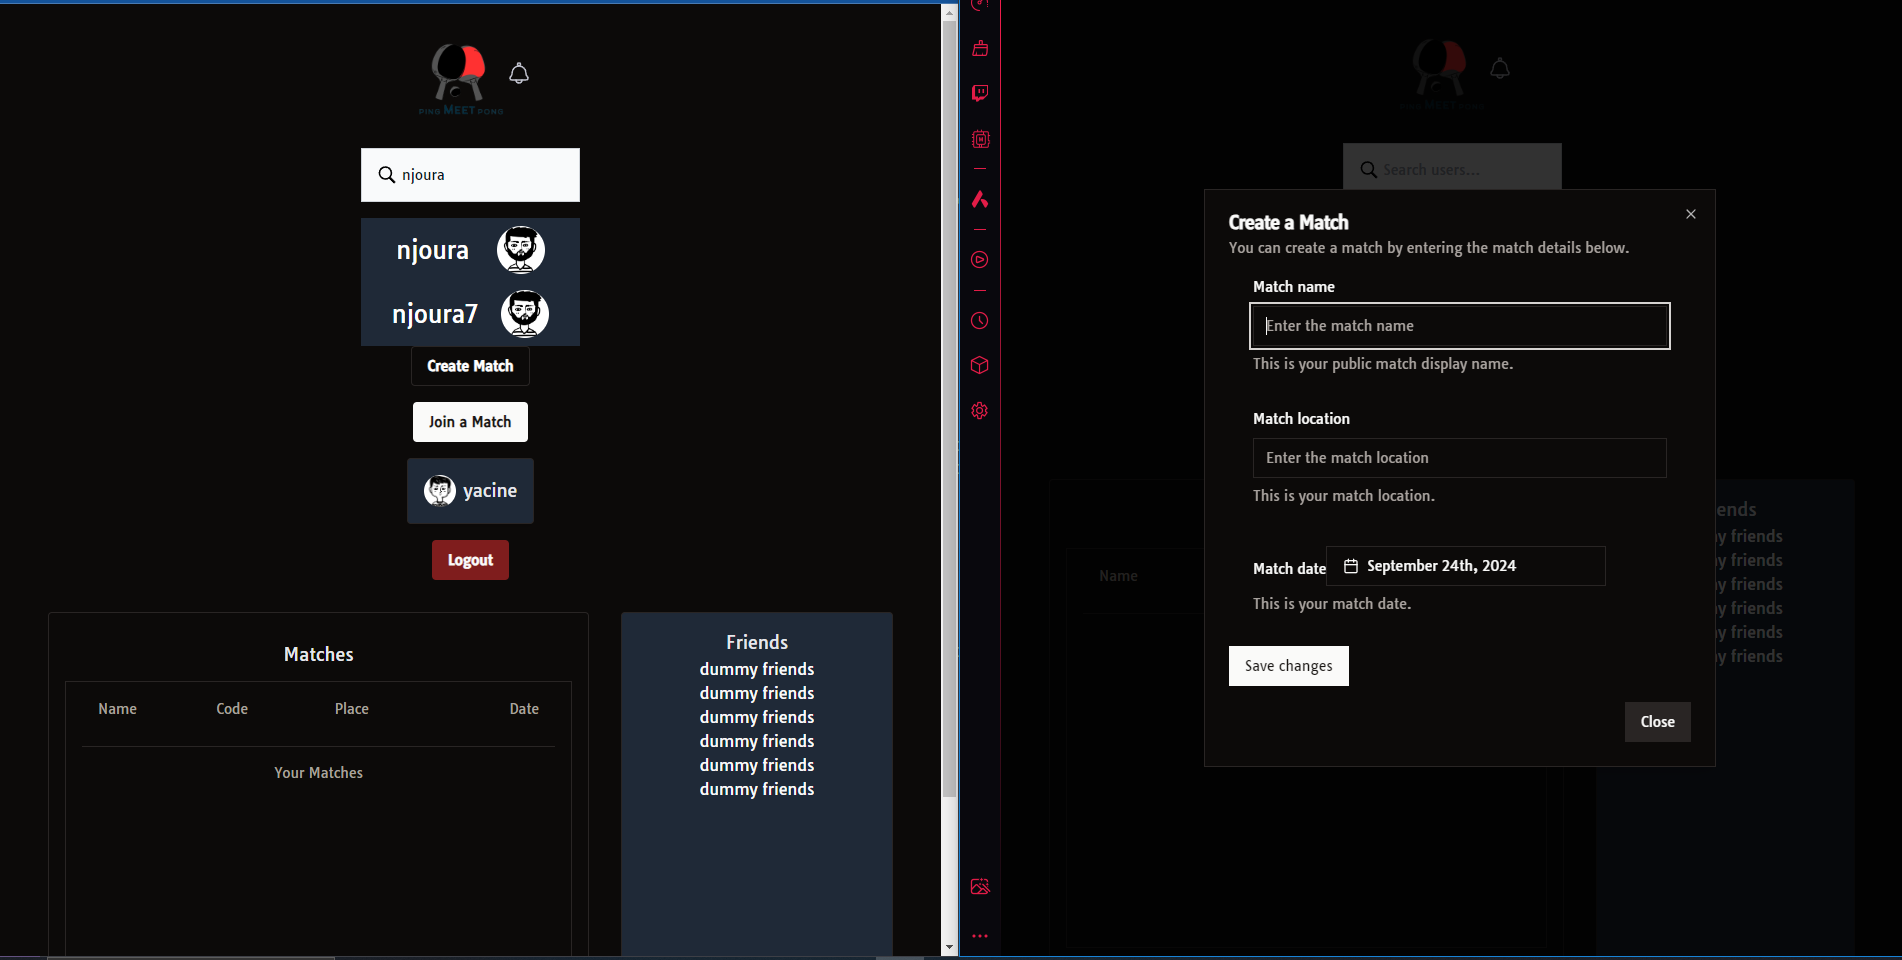 PING MEET PONG
njoura
njoura
njoura7
Create Match
Join a Match
yacine
Logout
Matches
Name Code Place Date
Your Matches
Friends
dummy friends
dummy friends
dummy friends
dummy friends
dummy friends
dummy friends
Search users...
Create a Match
You can create a match by entering the match details below.
Match name
Enter the match name
This is your public match display name.
Match location
Enter the match location
This is your match location.
Match date September 24th, 2024
This is your match date.
Save changes
Close
Name
ends
y friends
y friends
y friends
y friends
y friends
y friends